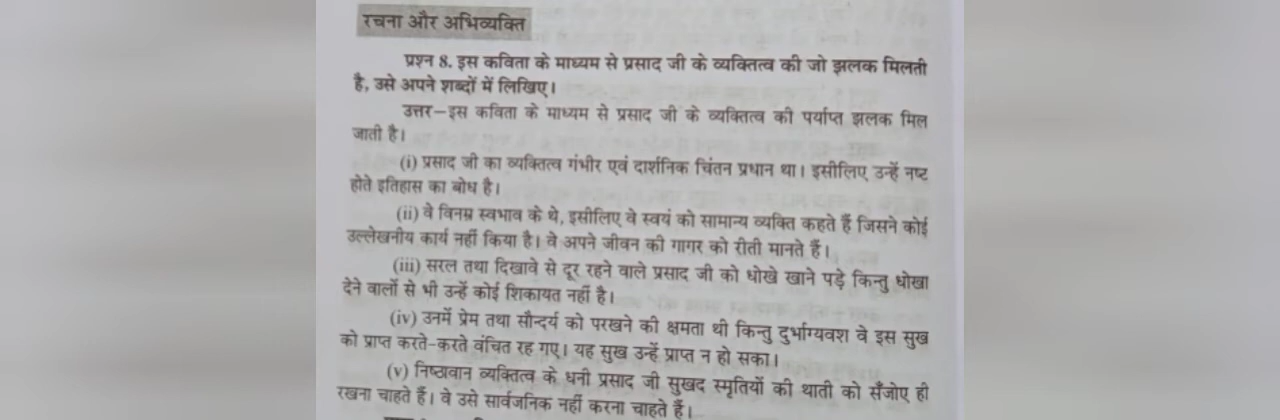 रचना और अभिव्यक्ति
प्रश्न 8. इस कविता के माध्यम से प्रसाद जी के व्यक्तित्व की जो झलक मिलती
है, उसे अपने शब्दों में लिखिए।
उत्तर–इस कविता के माध्यम से प्रसाद जी के व्यक्तित्व की पर्याप्त झलक मिल
जाती है।
(i) प्रसाद जी का व्यक्तित्व गंभीर एवं दार्शनिक चिंतन प्रधान था। इसीलिए उन्हें नष्ट
होते इतिहास का बोध है।
(ii) वे विनम्र स्वभाव के थे, इसीलिए वे स्वयं को सामान्य व्यक्ति कहते हैं जिसने कोई
उल्लेखनीय कार्य नहीं किया है। वे अपने जीवन की गागर को रीती मानते हैं।
(iii) सरल तथा दिखावे से दूर रहने वाले प्रसाद जी को धोखे खाने पड़े किन्तु धोखा
देने वालों से भी उन्हें कोई शिकायत नहीं है।
(iv) उनमें प्रेम तथा सौन्दर्य को परखने की क्षमता थी किन्तु दुर्भाग्यवश वे इस सुख
को प्राप्त करते-करते वंचित रह गए। यह सुख उन्हें प्राप्त न हो सका।
(v) निष्ठावान व्यक्तित्व के धनी प्रसाद जी सुखद स्मृतियों की थाती को सँजोए ही
रखना चाहते हैं। वे उसे सार्वजनिक नहीं करना चाहते हैं।